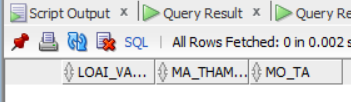 Script Output x Query Result x Query Re
SQL | All Rows Fetched: 0 in 0.002 s
LOAI_VA... MA_THAM... MO_TA